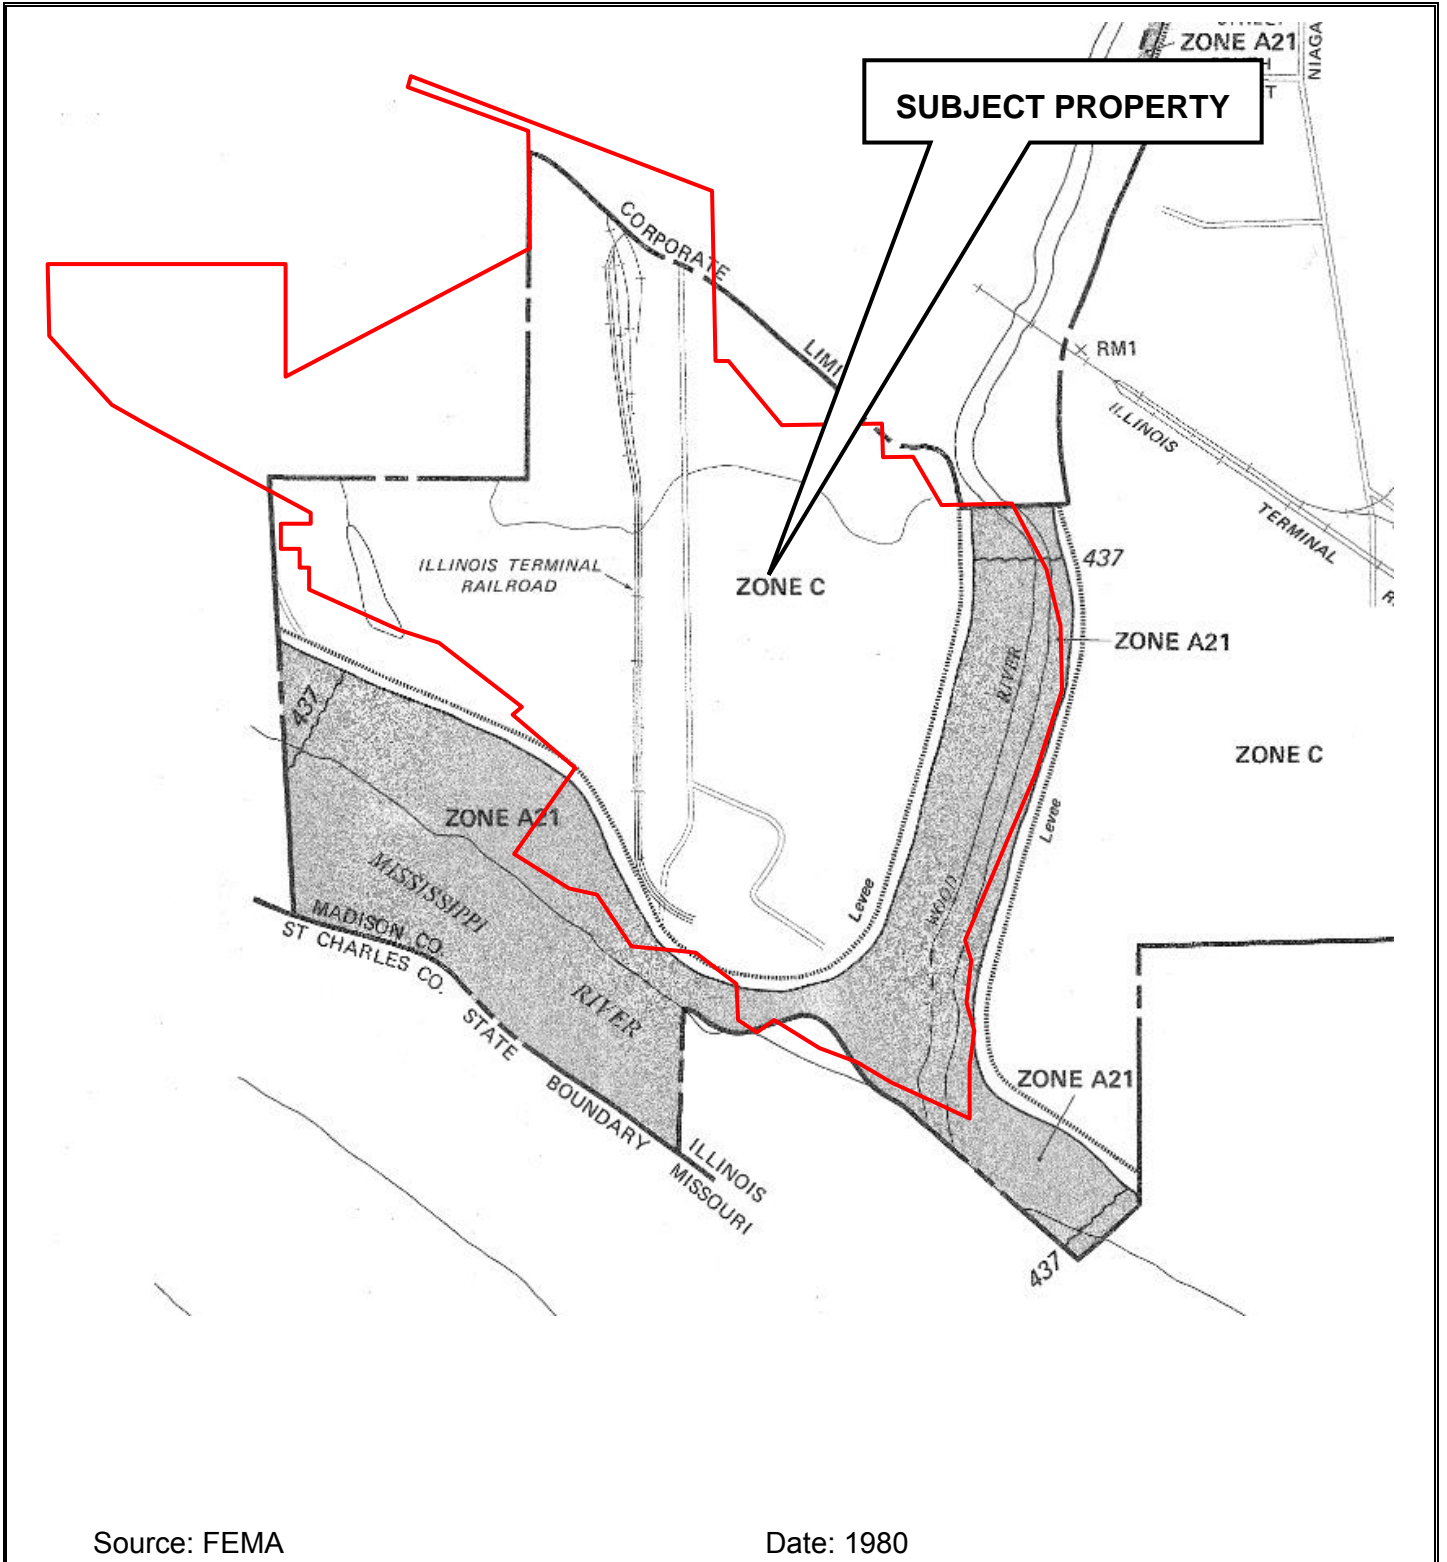 ZONE A21
NIAGA
T
SUBJECT PROPERTY
CORPORATE
LIMI
RM1
ILLINOIS
TERMINAL
R
437
ILLINOIS TERMINAL
RAILROAD
ZONE C
ZONE A21
RIVER
437
ZONE C
ZONE A21
Levee
MISSISSIPPI
Levee
WOOD
MADISON CO.
ST CHARLES CO.
RIVER
STATE
BOUNDARY
ZONE A21
ILLINOIS
MISSOURI
437
Source: FEMA
Date: 1980